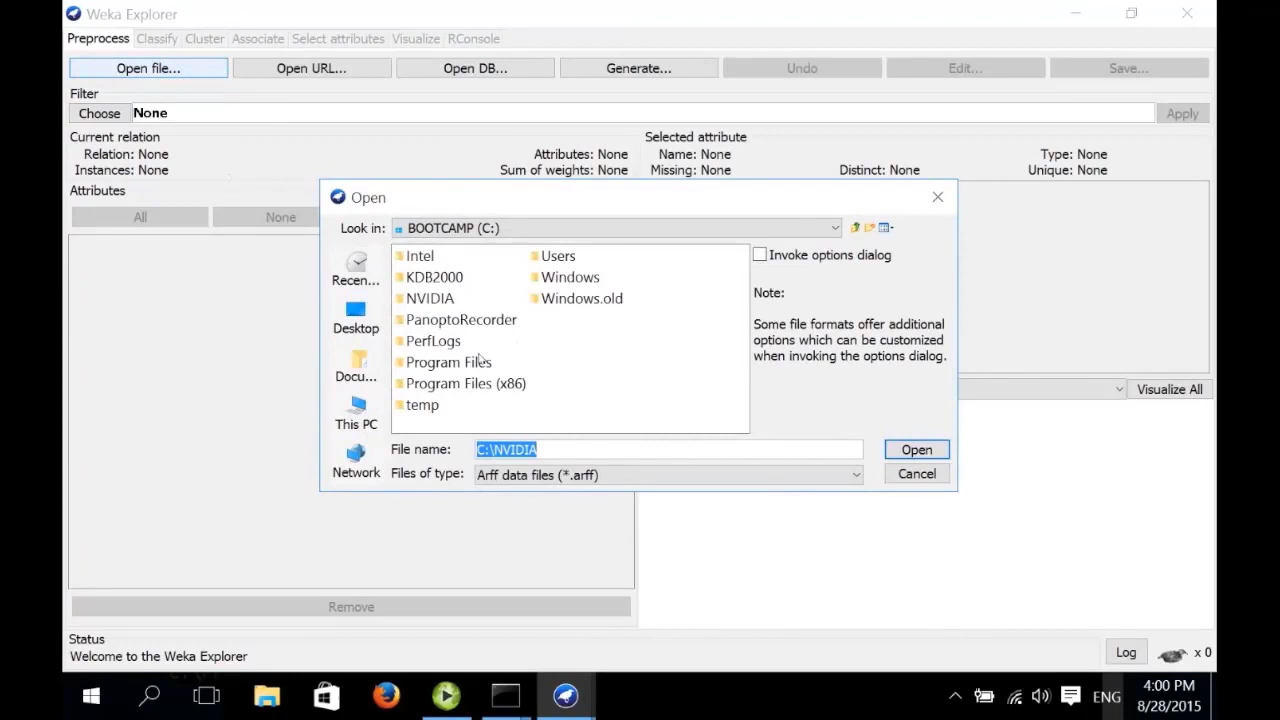 Weka Explorer
Preprocess Classify Cluster Associate Select attributes Visualize RConsole
Open file... Open URL... Open DB... Generate... Undo Edit... Save...
Filter
Choose None Apply
Current relation
Relation: None Attributes: None
Instances: None Sum of weights: None
Selected attribute
Name: None Type: None
Missing: None Distinct: None Unique: None
Attributes
All None
Open
Look in: BOOTCAMP (C:)
Recen...
Desktop
Docu...
This PC
Network
Intel
KDB2000
NVIDIA
PanoptoRecorder
PerfLogs
Program Files
Program Files (x86)
temp
Users
Windows
Windows.old
Invoke options dialog
Note:
Some file formats offer additional
options which can be customized
when invoking the options dialog.
File name: C:\NVIDIA Open
Files of type: Arff data files (*.arff) Cancel
Visualize All
Remove
Status
Welcome to the Weka Explorer
Log x 0
ENG
4:00 PM
8/28/2015